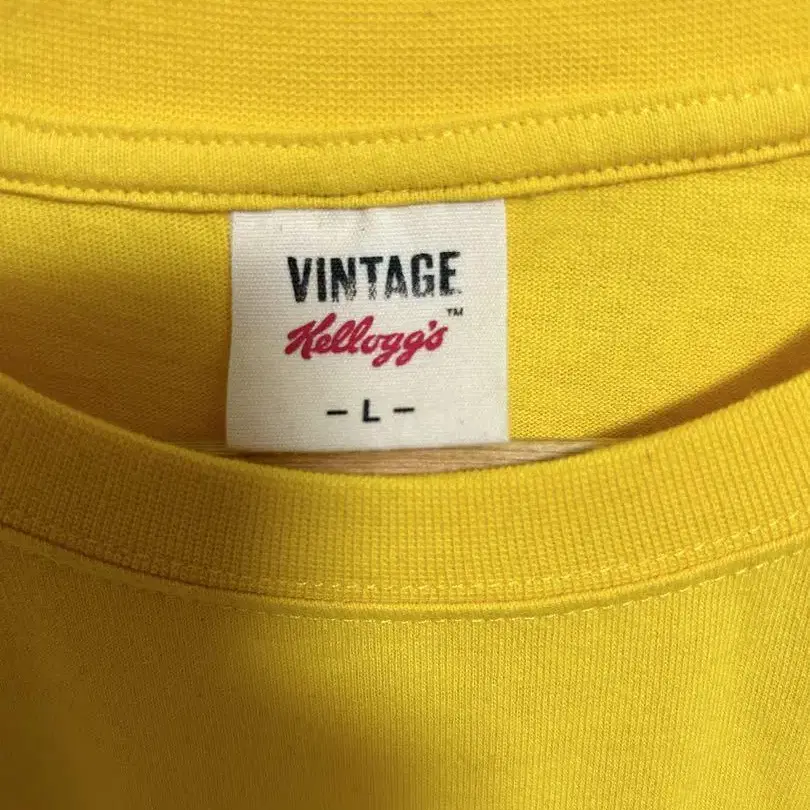 VINTAGE
Kellogg's™
- L -